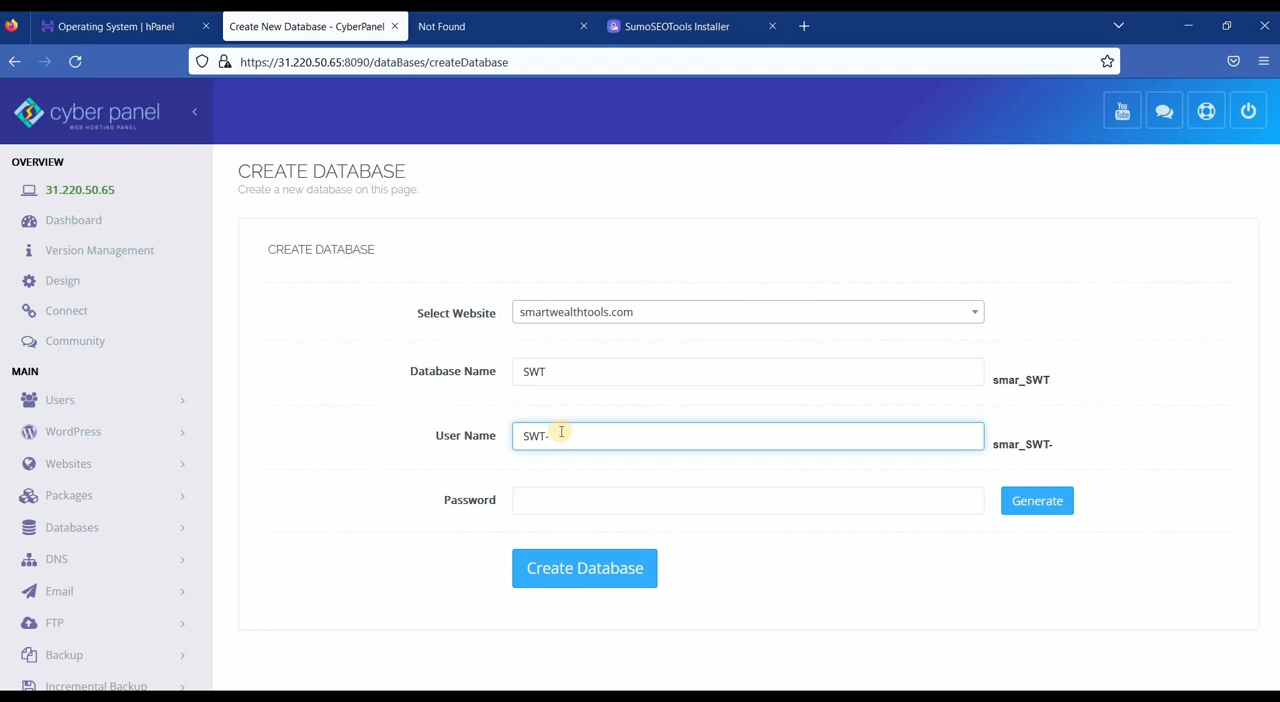 Operating System | hPanel
Create New Database - CyberPanel
Not Found
SumoSEOTools Installer
https://31.220.50.65:8090/dataBases/createDatabase
cyber panel
WEB HOSTING PANEL
You Tube
OVERVIEW
31.220.50.65
Dashboard
Version Management
Design
Connect
Community
MAIN
Users
WordPress
Websites
Packages
Databases
DNS
Email
FTP
Backup
Incremental Backup
CREATE DATABASE
Create a new database on this page.
CREATE DATABASE
Select Website smartwealthtools.com
Database Name SWT smar_SWT
User Name SWT- smar_SWT-
Password Generate
Create Database